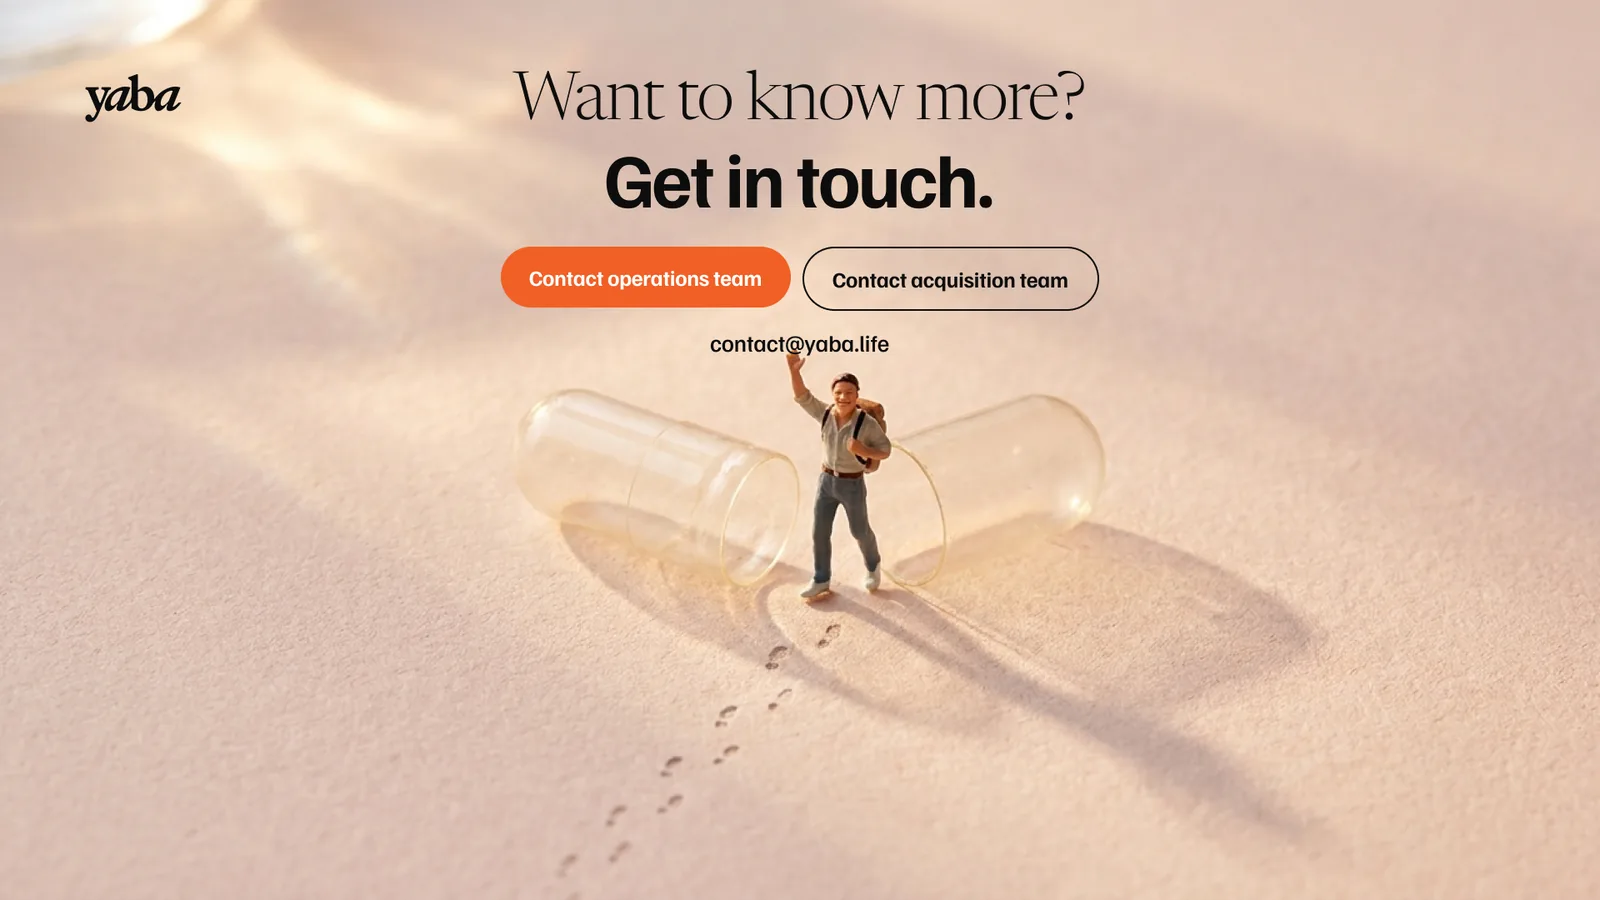 yaba
Want to know more?
Get in touch.
Contact operations team
Contact acquisition team
contact@yaba.life